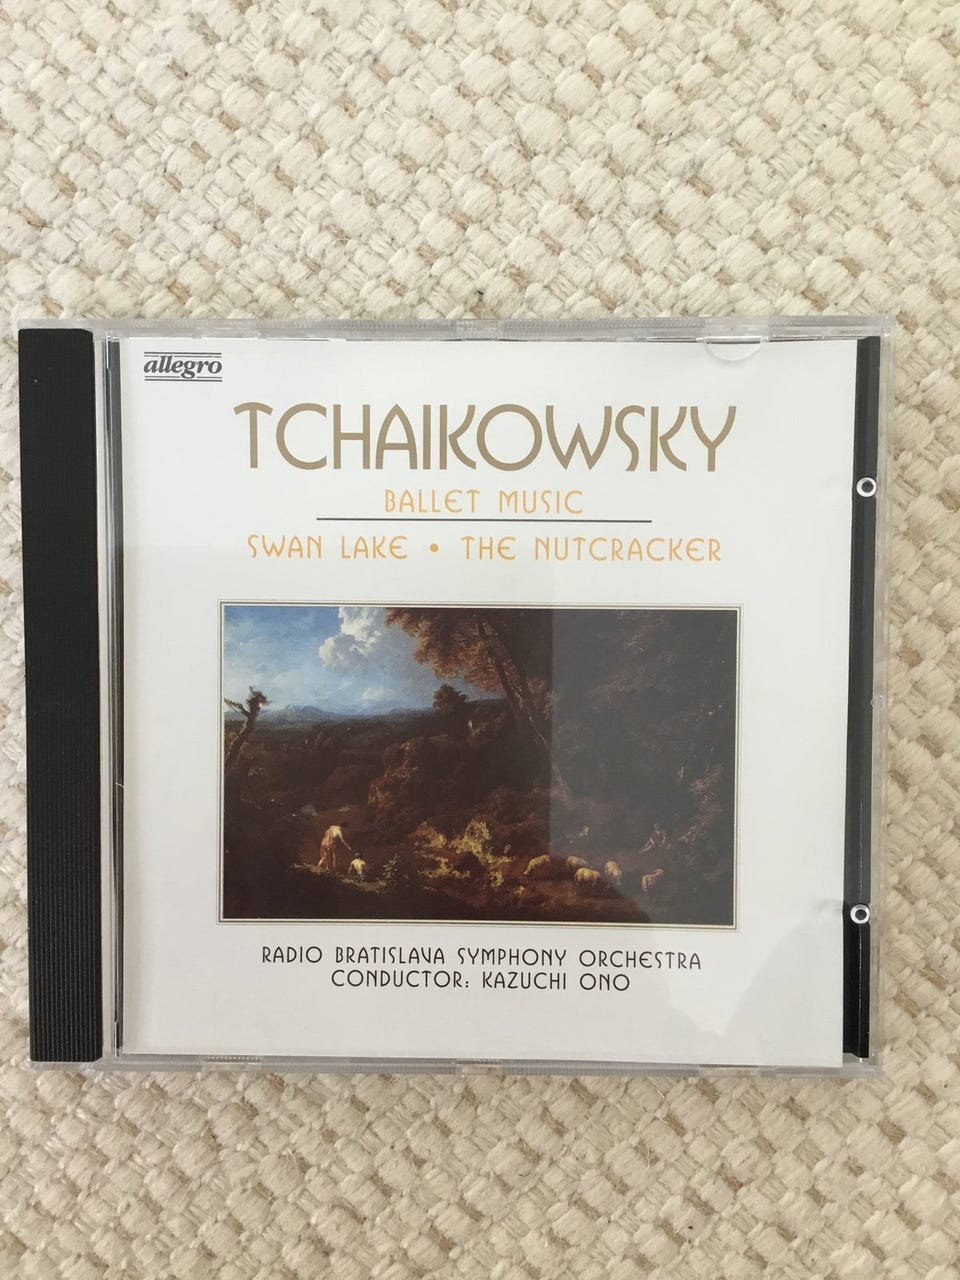 allegro
TCHAIKOWSKY
BALLET MUSIC
SWAN LAKE • THE NUTCRACKER
RADIO BRATISLAVA SYMPHONY ORCHESTRA
CONDUCTOR: KAZUCHI ONO